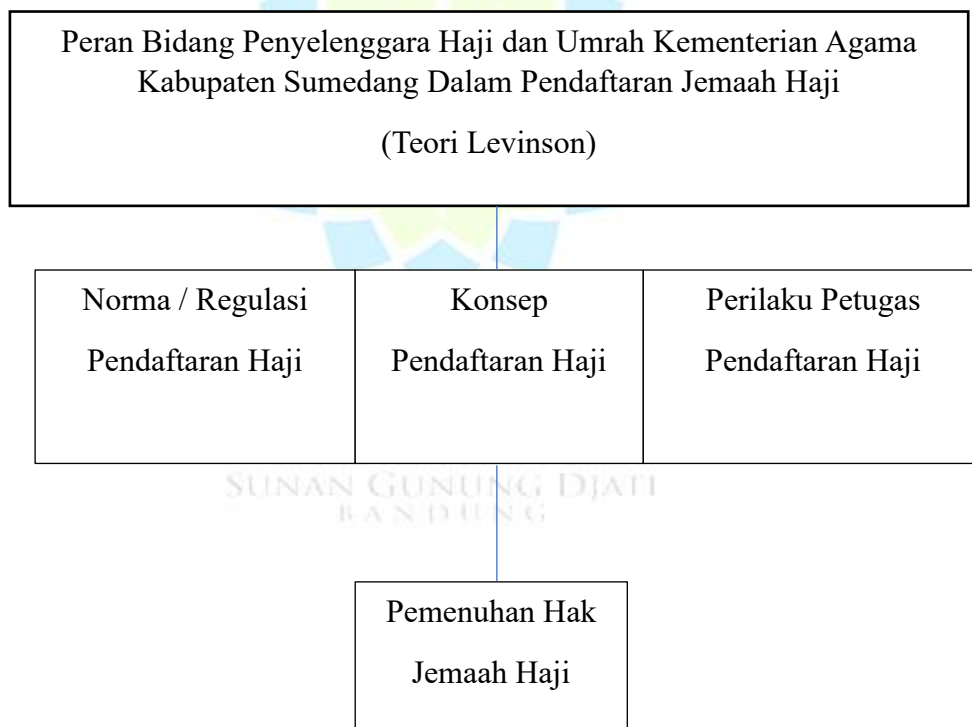 Peran Bidang Penyelenggara Haji dan Umrah Kementerian Agama
Kabupaten Sumedang Dalam Pendaftaran Jemaah Haji
(Teori Levinson)
Norma / Regulasi
Pendaftaran Haji
Konsep
Pendaftaran Haji
Perilaku Petugas
Pendaftaran Haji
SUNAN GUNUNG DJATI
BANDUNG
Pemenuhan Hak
Jemaah Haji